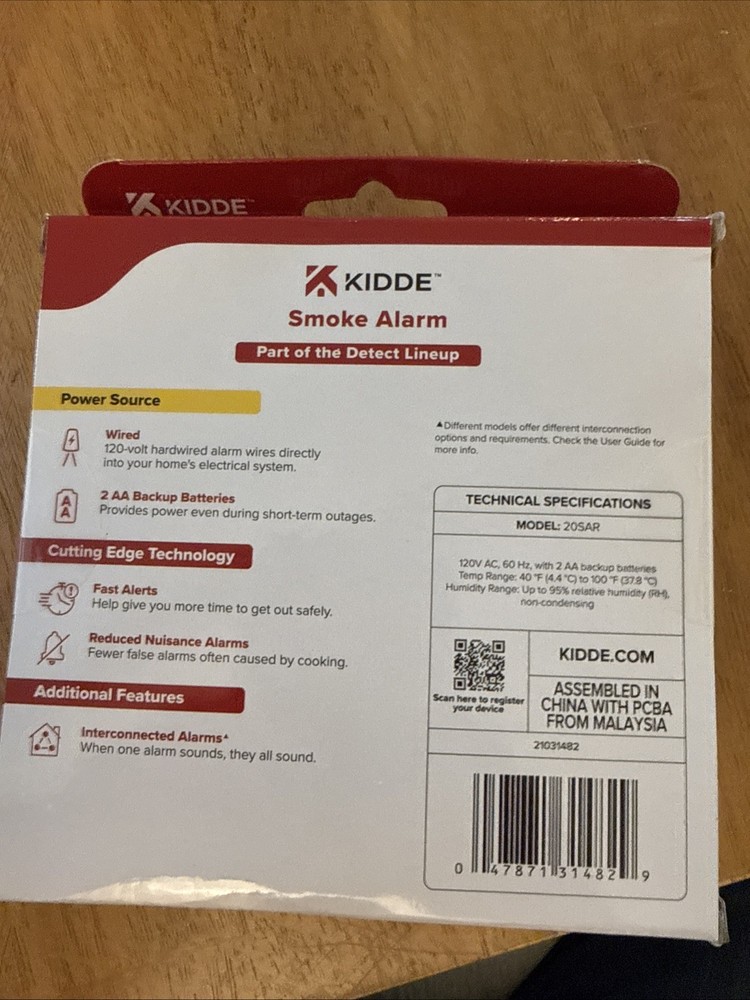 KIDDE™
KIDDE™
Smoke Alarm
Part of the Detect Lineup
Power Source
Wired
120-volt hardwired alarm wires directly
into your home's electrical system.
A
A
2 AA Backup Batteries
Provides power even during short-term outages.
Cutting Edge Technology
Fast Alerts
Help give you more time to get out safely.
Reduced Nuisance Alarms
Fewer false alarms often caused by cooking.
Additional Features
Interconnected Alarms▲
When one alarm sounds, they all sound.
▲Different models offer different interconnection
options and requirements. Check the User Guide for
more info.
TECHNICAL SPECIFICATIONS
MODEL: 20SAR
120V AC, 60 Hz, with 2 AA backup batteries
Temp Range: 40 °F (4.4 °C) to 100 °F (37.8 °C)
Humidity Range: Up to 95% relative humidity (RH),
non-condensing
Scan here to register
your device
KIDDE.COM
ASSEMBLED IN
CHINA WITH PCBA
FROM MALAYSIA
21031482
0 47871 31482 9